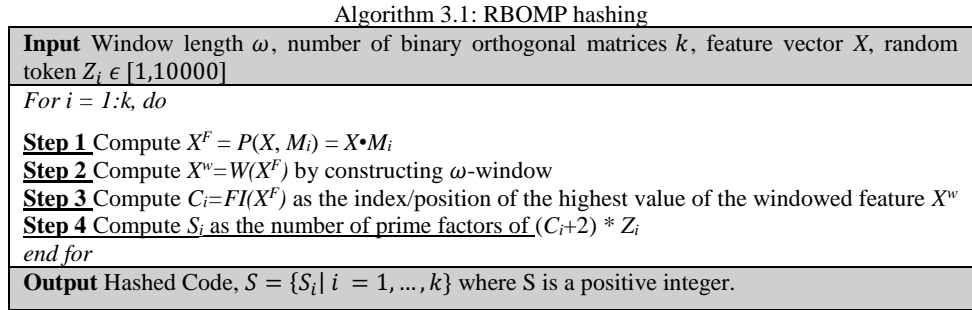 Algorithm 3.1: RBOMP hashing
Input Window length ω, number of binary orthogonal matrices k, feature vector X, random
token Zᵢ ϵ [1,10000]
For i = 1:k, do
Step 1 Compute Xᶠ = P(X, Mᵢ) = X•Mᵢ
Step 2 Compute Xʷ=W(Xᶠ) by constructing ω-window
Step 3 Compute Cᵢ=FI(Xᶠ) as the index/position of the highest value of the windowed feature Xʷ
Step 4 Compute Sᵢ as the number of prime factors of (Cᵢ+2) * Zᵢ
end for
Output Hashed Code, S = {Sᵢ| i = 1, … , k} where S is a positive integer.